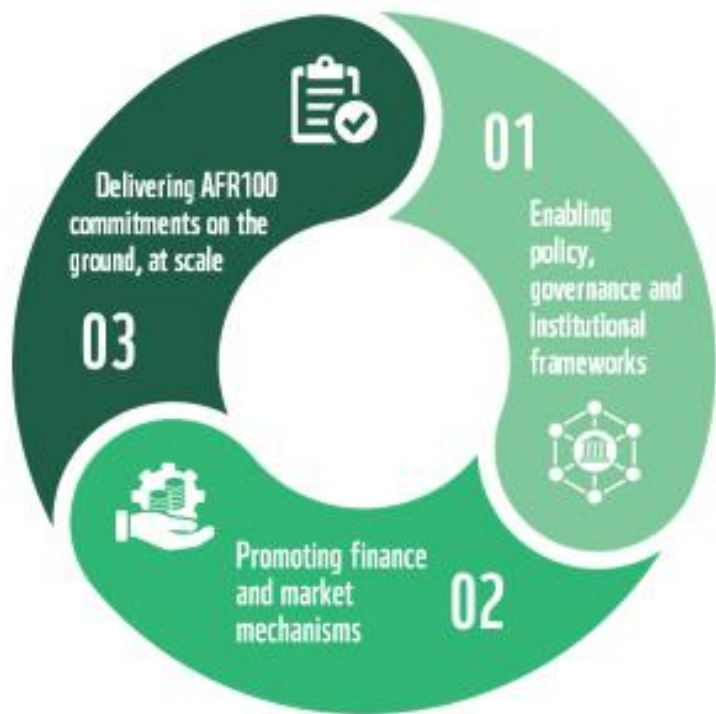 01
Enabling
policy,
governance and
institutional
frameworks
Promoting finance
and market
mechanisms
02
Delivering AFR100
commitments on the
ground, at scale
03